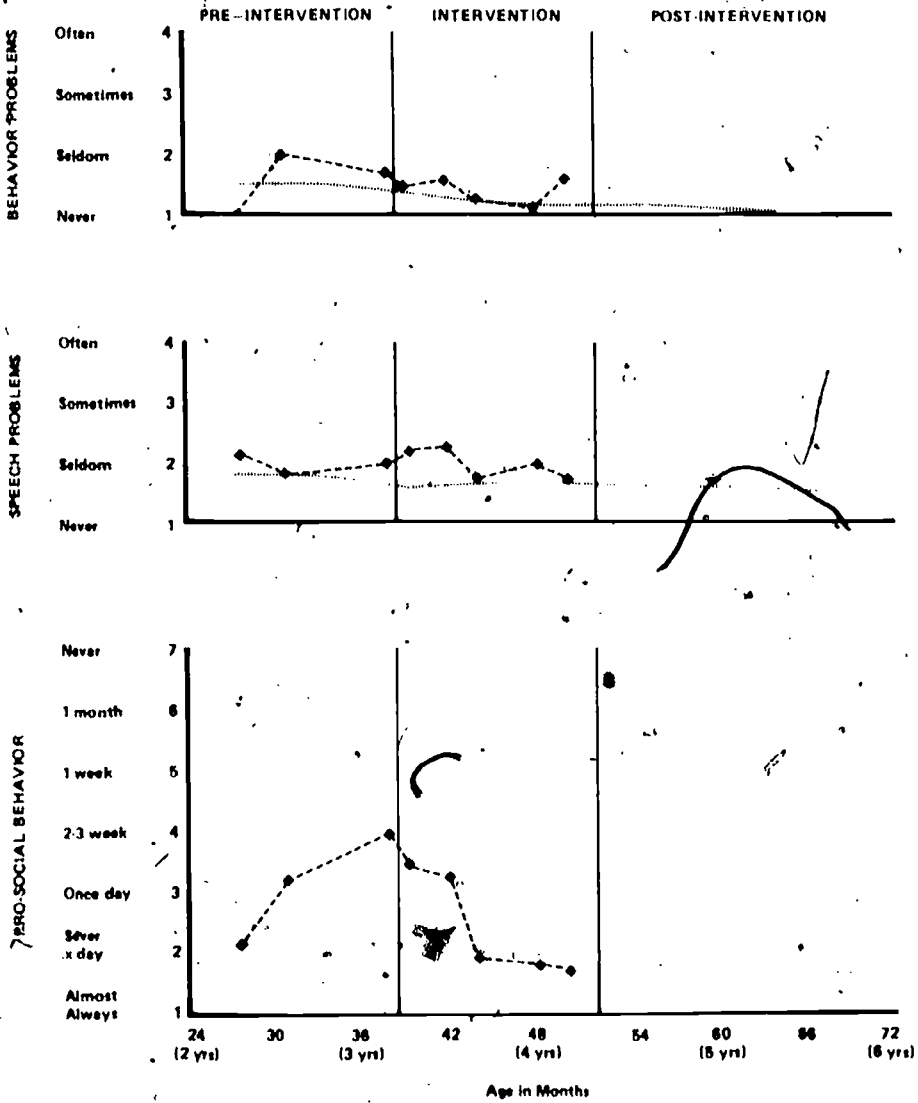 PRE-INTERVENTION INTERVENTION POST-INTERVENTION
BEHAVIOR PROBLEMS
Often 4
Sometimes 3
Seldom 2
Never 1
SPEECH PROBLEMS
Often 4
Sometimes 3
Seldom 2
Never 1
PRO-SOCIAL BEHAVIOR
Never 7
1 month 6
1 week 5
2-3 week 4
Once day 3
Sever
x day 2
Almost
Always 1
24 30 36 42 48 54 60 66 72
(2 yrs) (3 yrs) (4 yrs) (5 yrs) (6 yrs)
Age in Months